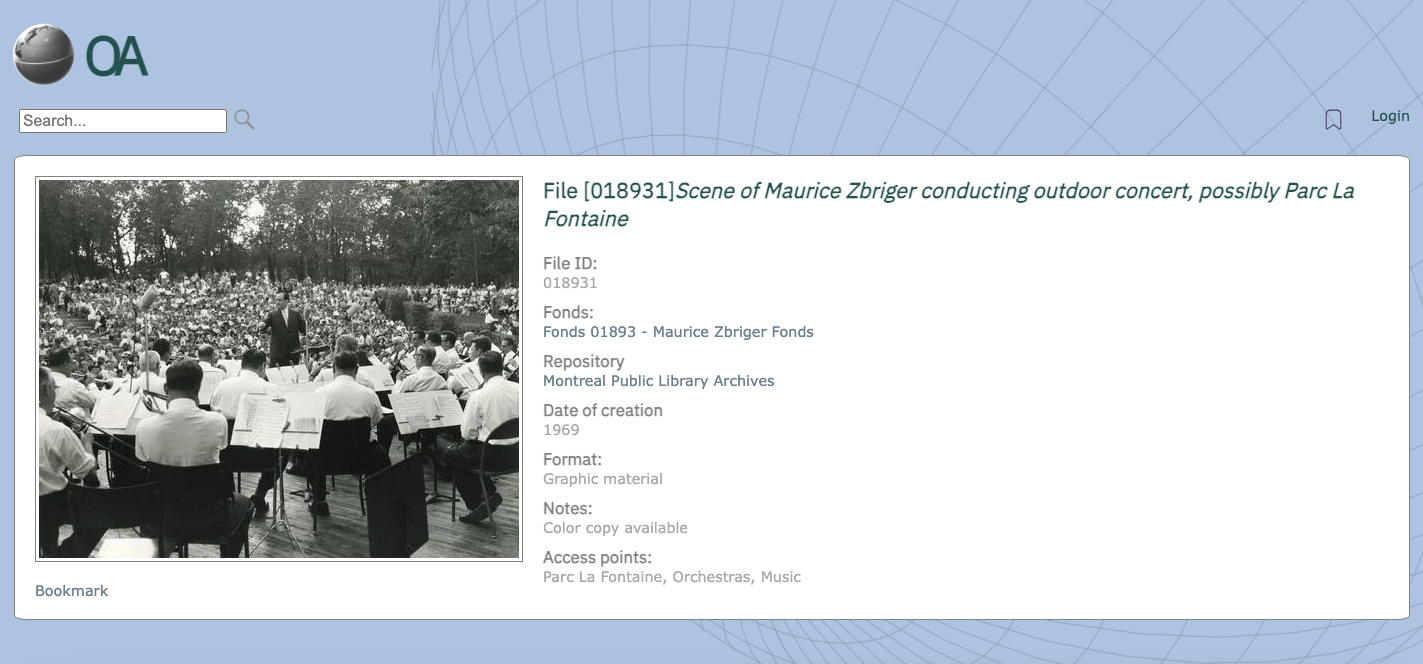 OA
Search...
Login
File [018931]Scene of Maurice Zbriger conducting outdoor concert, possibly Parc La
Fontaine
File ID:
018931
Fonds:
Fonds 01893 - Maurice Zbriger Fonds
Repository
Montreal Public Library Archives
Date of creation
1969
Format:
Graphic material
Notes:
Color copy available
Access points:
Parc La Fontaine, Orchestras, Music
Bookmark